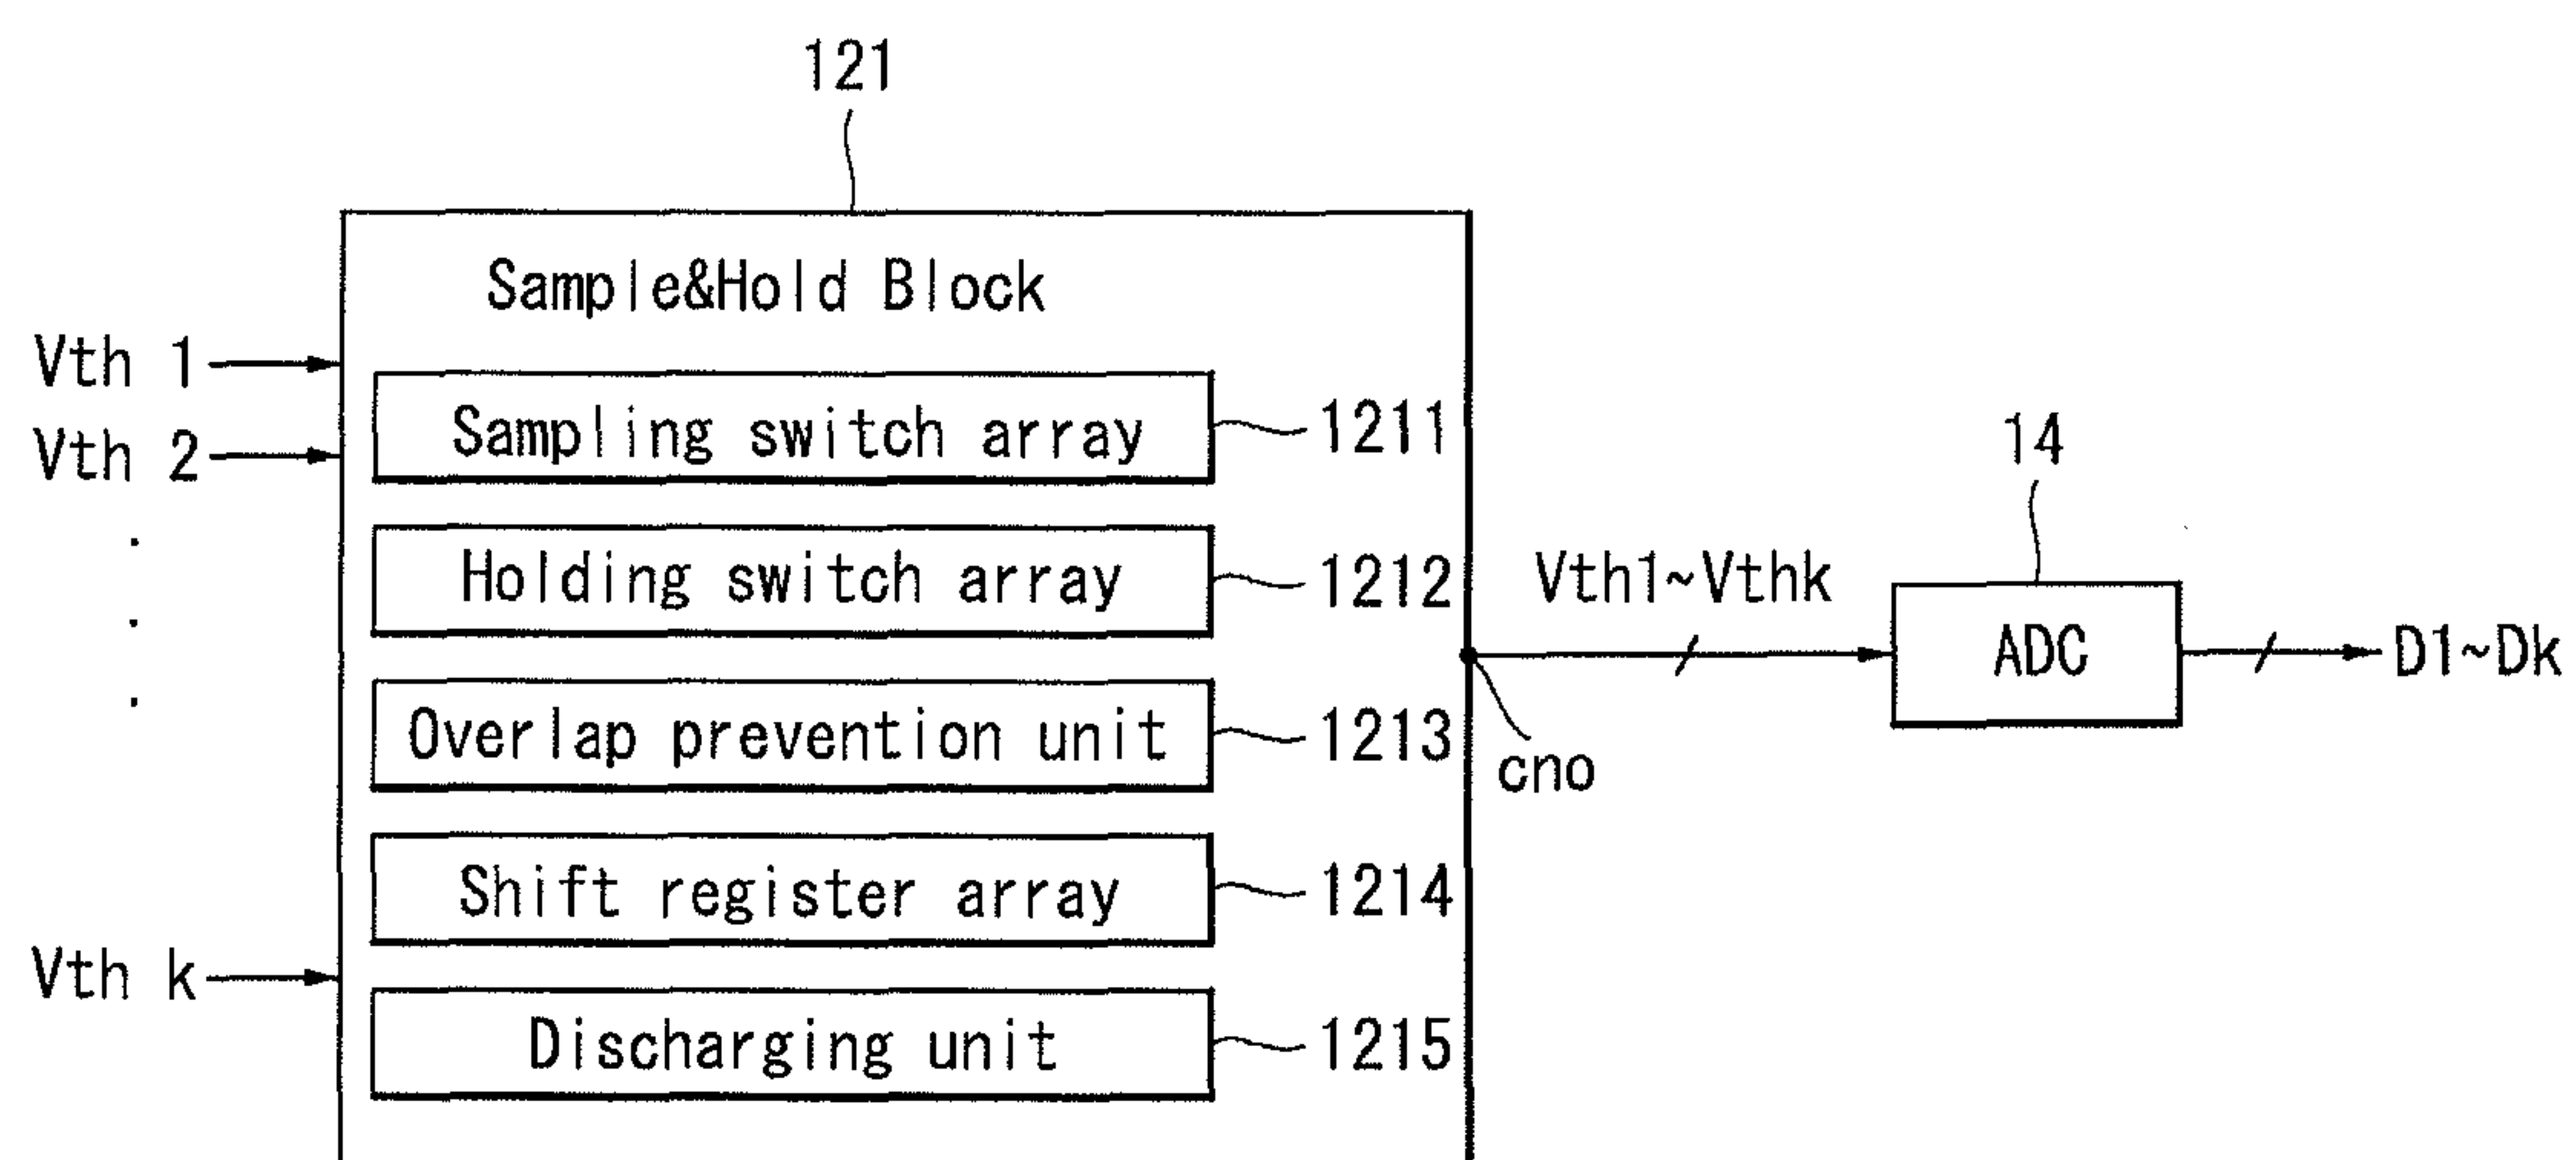 121
Sample&Hold Block
Vth 1
Vth 2
Vth k
Sampling switch array
1211
Holding switch array
1212
Overlap prevention unit
1213
Shift register array
1214
Discharging unit
1215
cno
Vth1~Vthk
14
ADC
D1~Dk